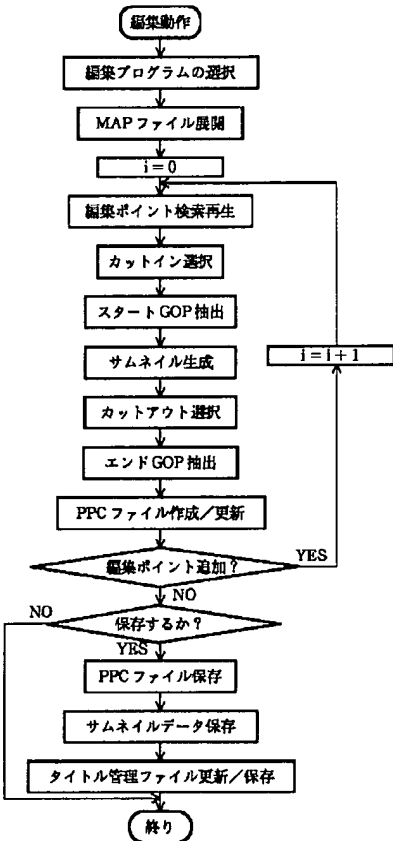 編集動作
編集プログラムの選択
MAPファイル展開
i=0
編集ポイント検索再生
カットイン選択
スタートGOP抽出
サムネイル生成
i=i+1
カットアウト選択
エンドGOP抽出
PPCファイル作成/更新
編集ポイント追加?
YES
NO
NO
保存するか?
YES
PPCファイル保存
サムネイルデータ保存
タイトル管理ファイル更新/保存
終り